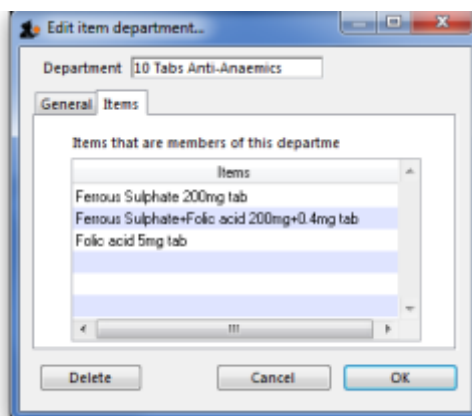 Edit item department...
Department 10 Tabs Anti-Anaemics
General Items
Items that are members of this departme
Items
Ferrous Sulphate 200mg tab
Ferrous Sulphate+Folic acid 200mg+0.4mg tab
Folic acid 5mg tab
Delete Cancel OK